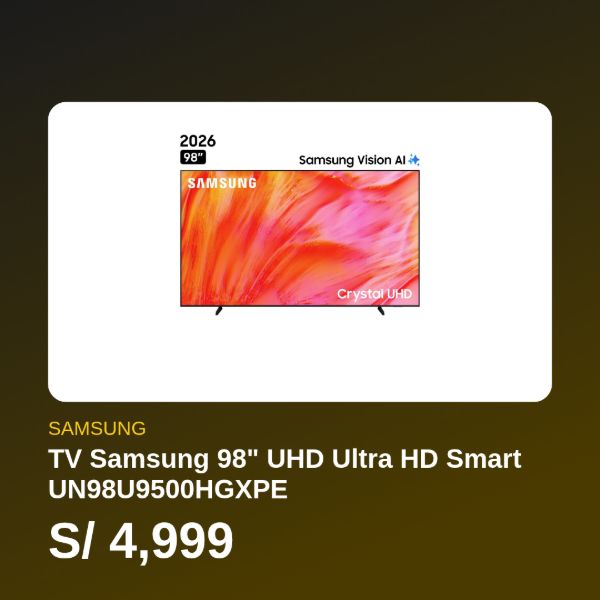 2026
98"
Samsung Vision AI
SAMSUNG
Crystal UHD
SAMSUNG
TV Samsung 98" UHD Ultra HD Smart
UN98U9500HGXPE
S/ 4,999